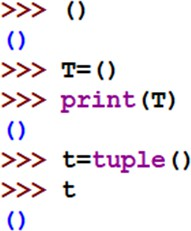 >>> ()
()
>>> T=()
>>> print(T)
()
>>> t=tuple()
>>> t
()